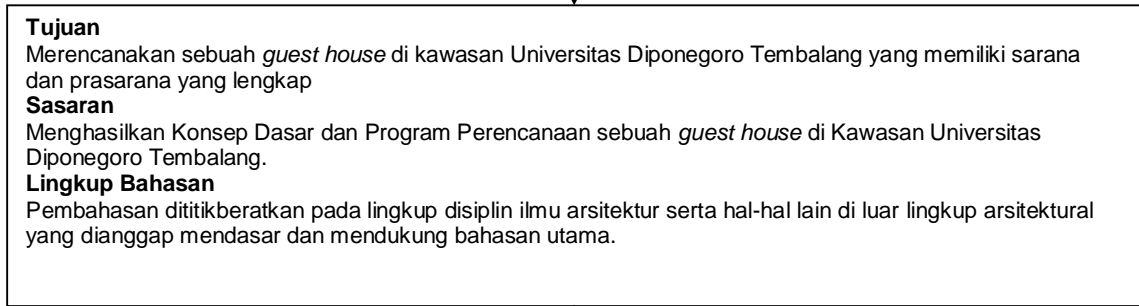 Tujuan
Merencanakan sebuah guest house di kawasan Universitas Diponegoro Tembalang yang memiliki sarana
dan prasarana yang lengkap
Sasaran
Menghasilkan Konsep Dasar dan Program Perencanaan sebuah guest house di Kawasan Universitas
Diponegoro Tembalang.
Lingkup Bahasan
Pembahasan dititikberatkan pada lingkup disiplin ilmu arsitektur serta hal-hal lain di luar lingkup arsitektural
yang dianggap mendasar dan mendukung bahasan utama.